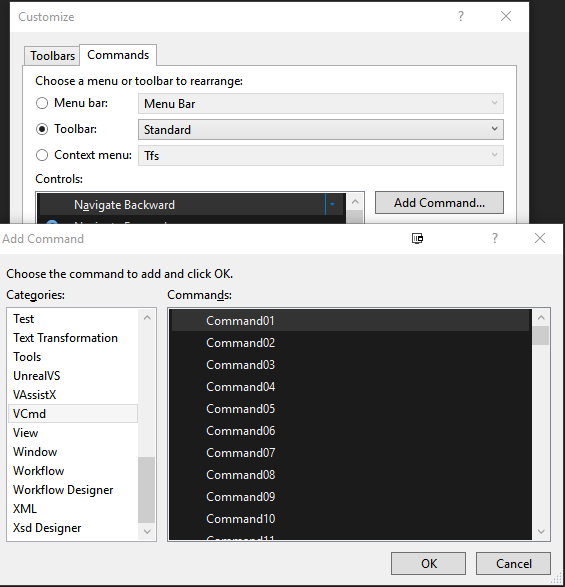 Customize
Toolbars Commands
Choose a menu or toolbar to rearrange:
Menu bar: Menu Bar
Toolbar: Standard
Context menu: Tfs
Controls:
Navigate Backward
Add Command...
Add Command
Choose the command to add and click OK.
Categories: Commands:
Test Command01
Text Transformation Command02
Tools Command03
UnrealVS Command04
VAssistX Command05
VCmd Command06
View Command07
Window Command08
Workflow Command09
Workflow Designer Command10
XML Command11
Xsd Designer
OK Cancel